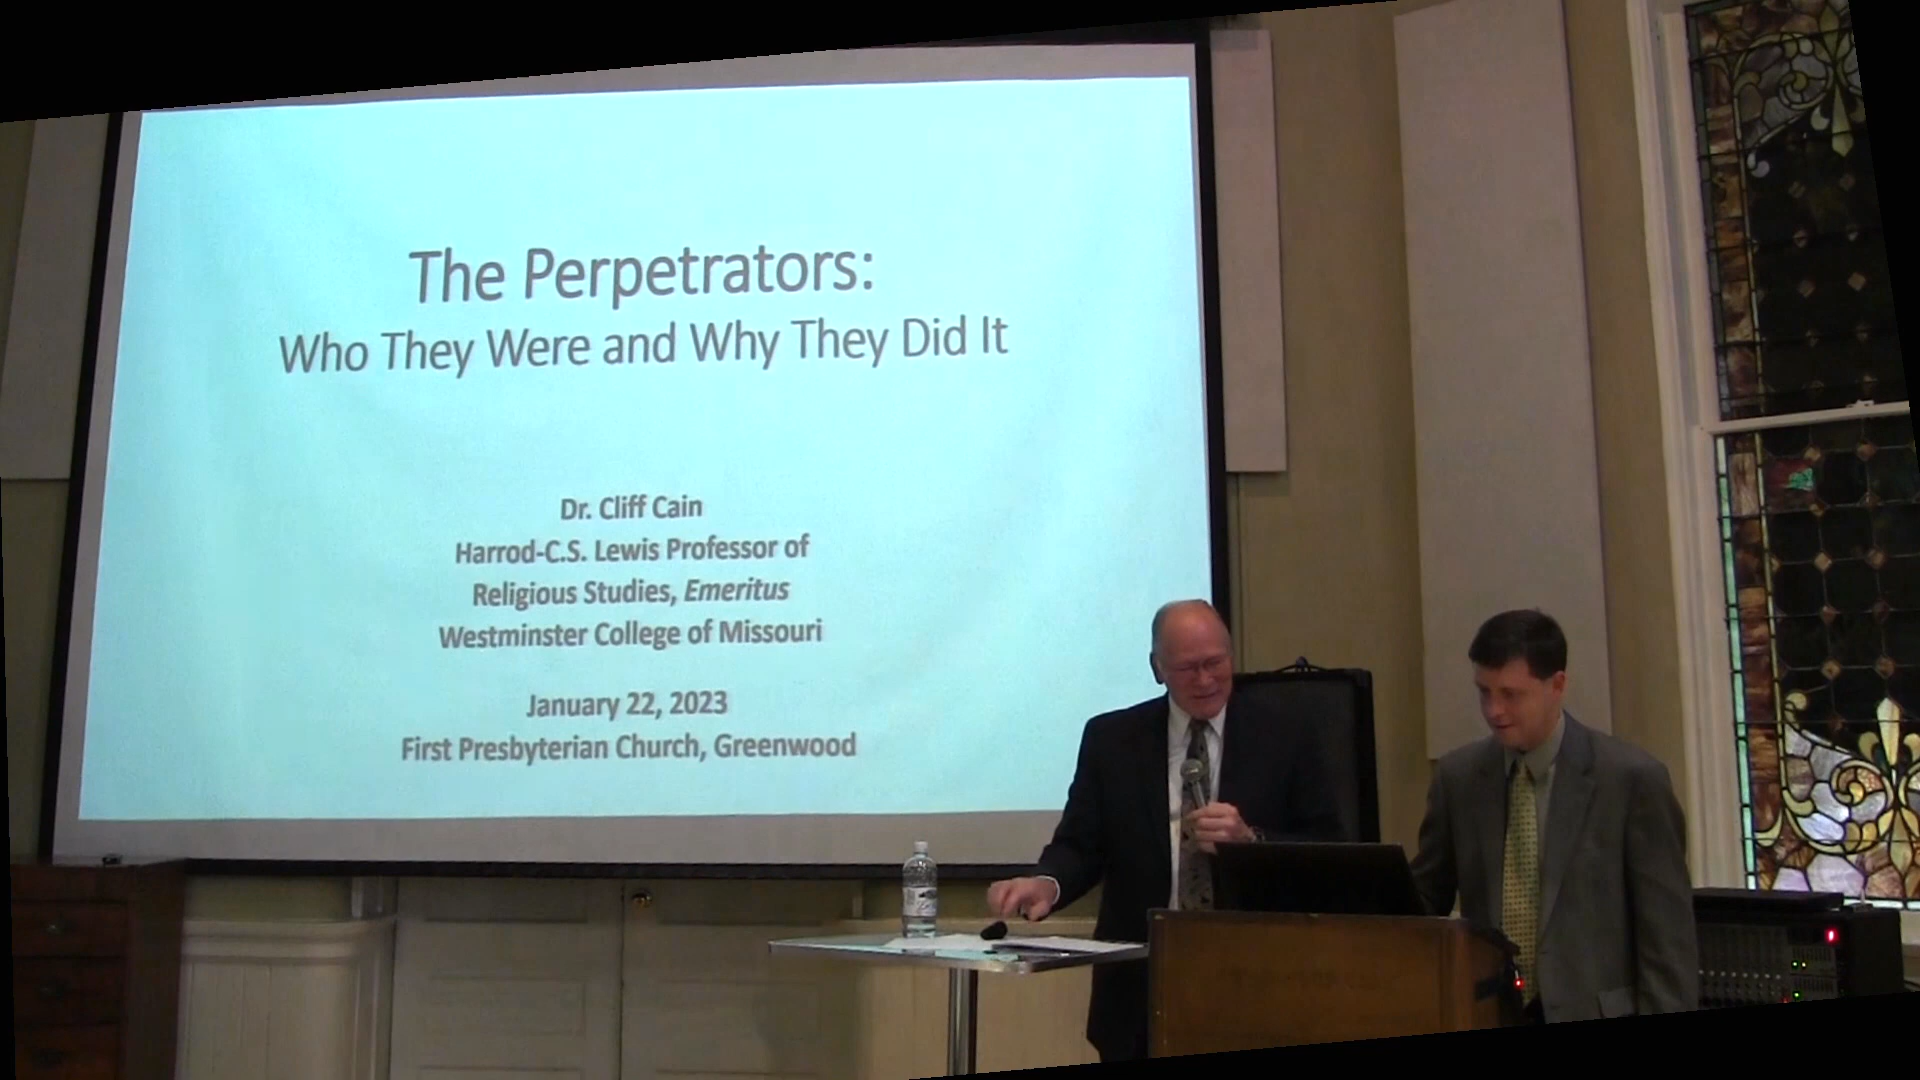 The Perpetrators:
Who They Were and Why They Did It
Dr. Cliff Cain
Harrod-C.S. Lewis Professor of
Religious Studies, Emeritus
Westminster College of Missouri
January 22, 2023
First Presbyterian Church, Greenwood